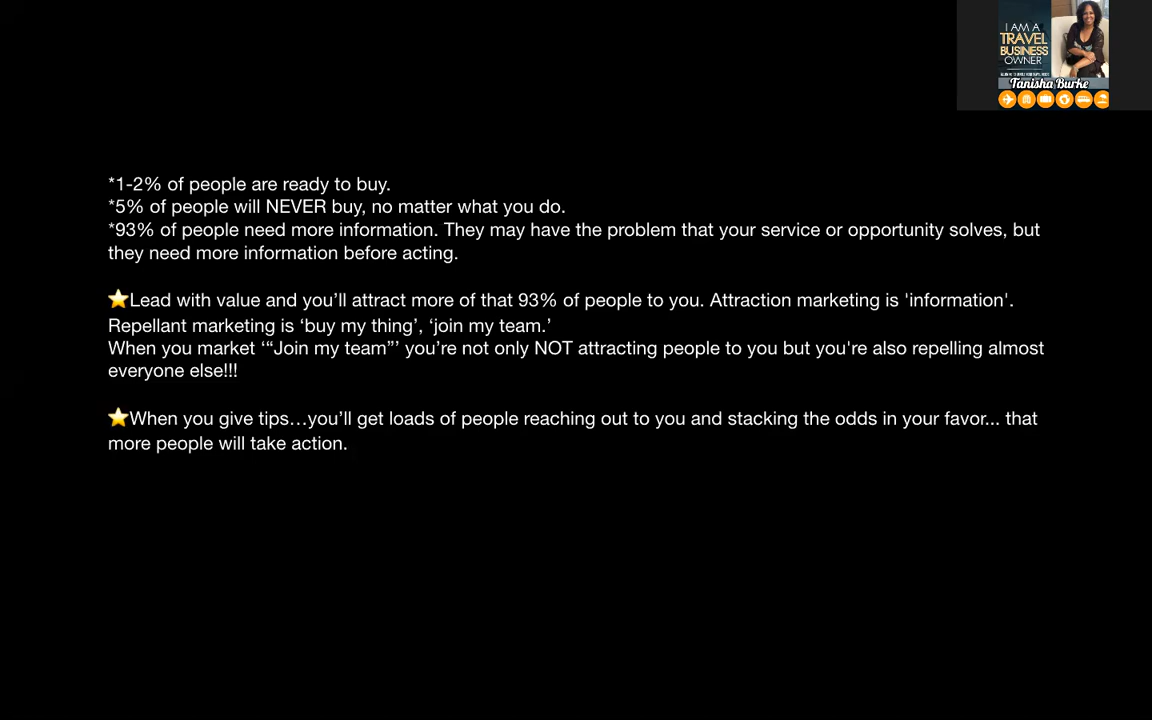 I AM A
TRAVEL
BUSINESS
OWNER
Tanisha Burke
*1-2% of people are ready to buy.
*5% of people will NEVER buy, no matter what you do.
*93% of people need more information. They may have the problem that your service or opportunity solves, but
they need more information before acting.
⭐Lead with value and you’ll attract more of that 93% of people to you. Attraction marketing is 'information'.
Repellant marketing is ‘buy my thing’, ‘join my team.’
When you market ‘“Join my team”’ you’re not only NOT attracting people to you but you're also repelling almost
everyone else!!!
⭐When you give tips…you’ll get loads of people reaching out to you and stacking the odds in your favor... that
more people will take action.